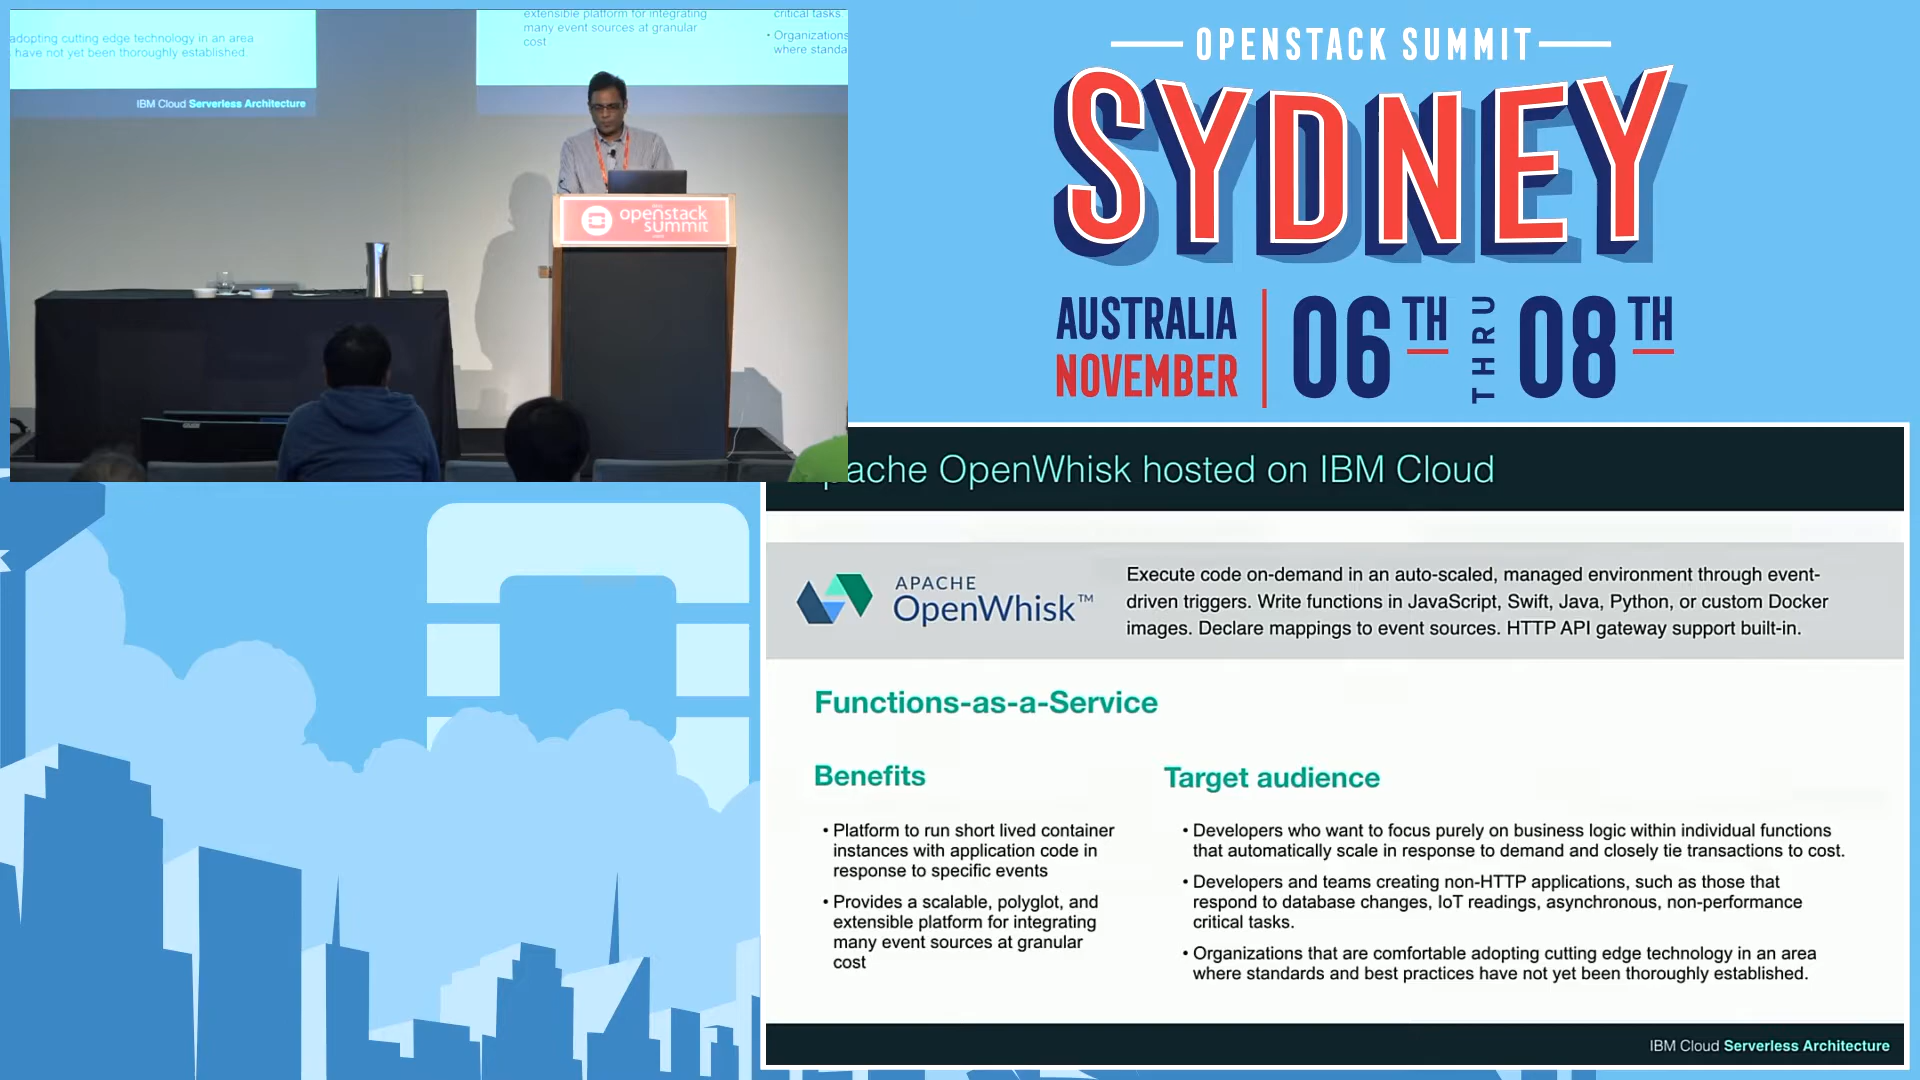 extensible platform for integrating
many event sources at granular
cost
critical tasks.
• Organizations
where standa
adopting cutting edge technology in an area
have not yet been thoroughly established.
IBM Cloud Serverless Architecture
openstack
summit
OPENSTACK SUMMIT
SYDNEY
AUSTRALIA
NOVEMBER
06TH THRU 08TH
pache OpenWhisk hosted on IBM Cloud
APACHE
OpenWhisk™
Execute code on-demand in an auto-scaled, managed environment through event-
driven triggers. Write functions in JavaScript, Swift, Java, Python, or custom Docker
images. Declare mappings to event sources. HTTP API gateway support built-in.
Functions-as-a-Service
Benefits
• Platform to run short lived container
instances with application code in
response to specific events
• Provides a scalable, polyglot, and
extensible platform for integrating
many event sources at granular
cost
Target audience
• Developers who want to focus purely on business logic within individual functions
that automatically scale in response to demand and closely tie transactions to cost.
• Developers and teams creating non-HTTP applications, such as those that
respond to database changes, IoT readings, asynchronous, non-performance
critical tasks.
• Organizations that are comfortable adopting cutting edge technology in an area
where standards and best practices have not yet been thoroughly established.
IBM Cloud Serverless Architecture